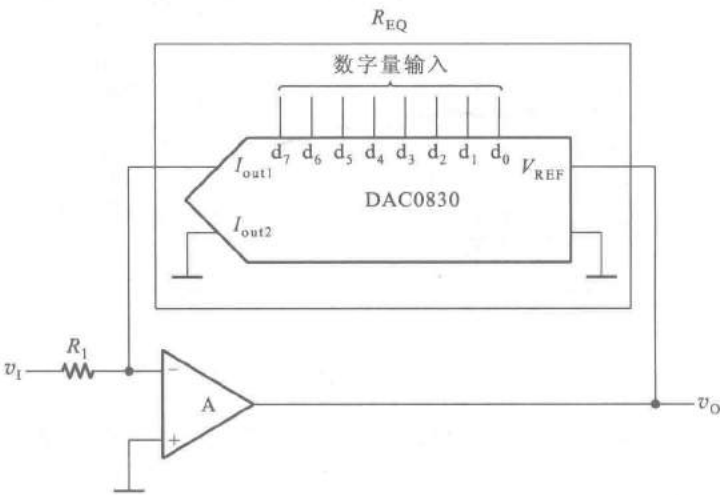 R_EQ
数字量输入
d₇ d₆ d₅ d₄ d₃ d₂ d₁ d₀
I_out1
V_REF
DAC0830
I_out2
R₁
v_I
−
A
+
v_O